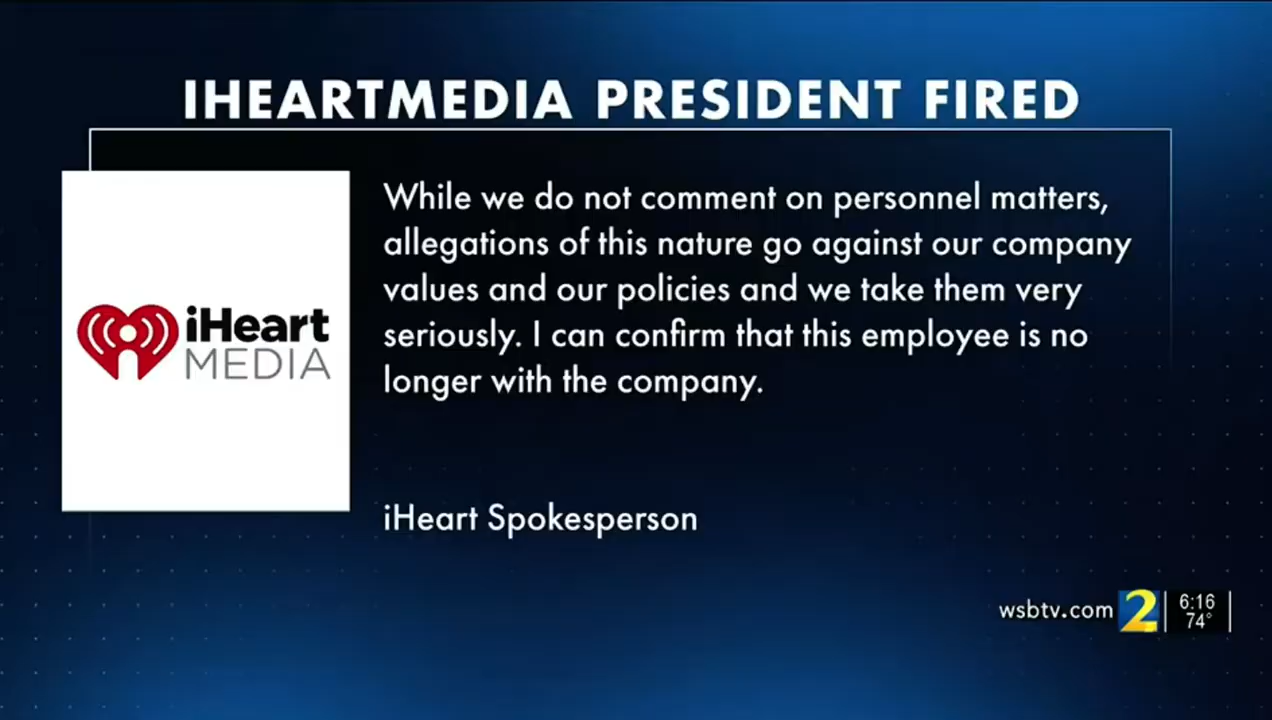 IHEARTMEDIA PRESIDENT FIRED
While we do not comment on personnel matters,
allegations of this nature go against our company
values and our policies and we take them very
seriously. I can confirm that this employee is no
longer with the company.
iHeart
MEDIA
iHeart Spokesperson
wsbtv.com 2 6:16
74°